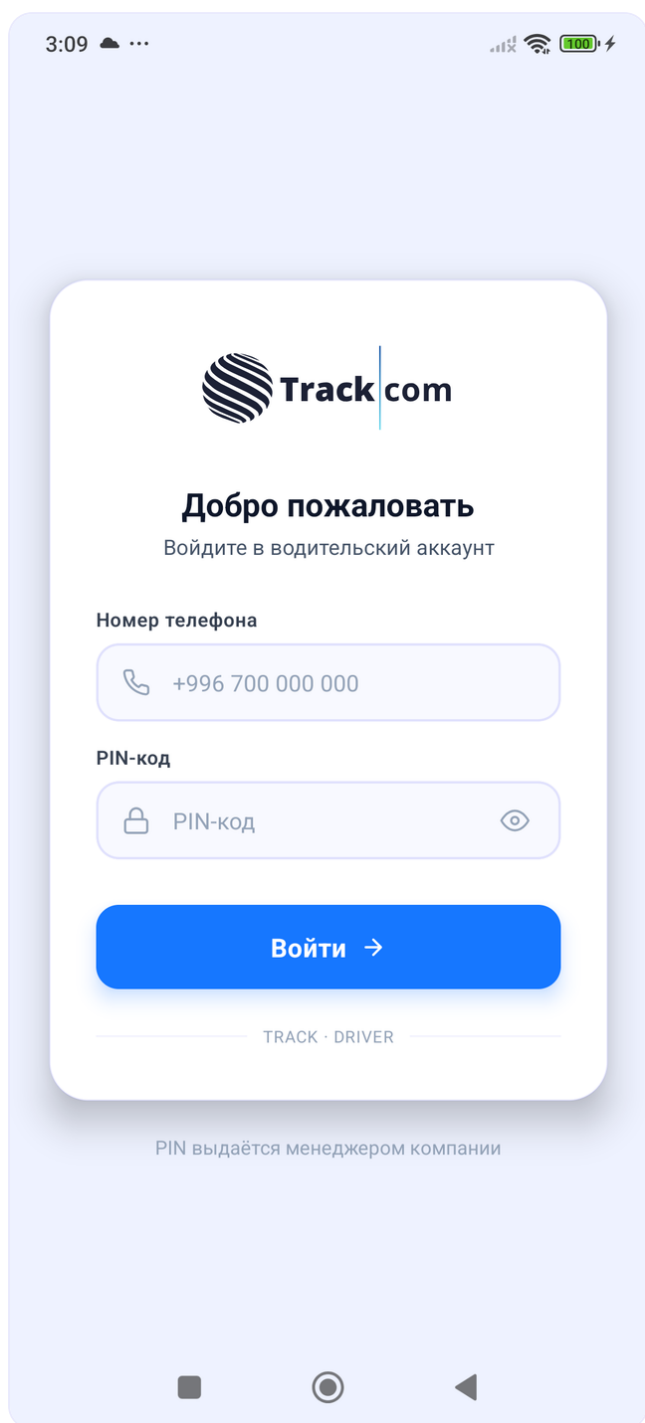 3:09 ...
100
Track com
Добро пожаловать
Войдите в водительский аккаунт
Номер телефона
+996 700 000 000
PIN-код
PIN-код
Войти →
TRACK · DRIVER
PIN выдаётся менеджером компании